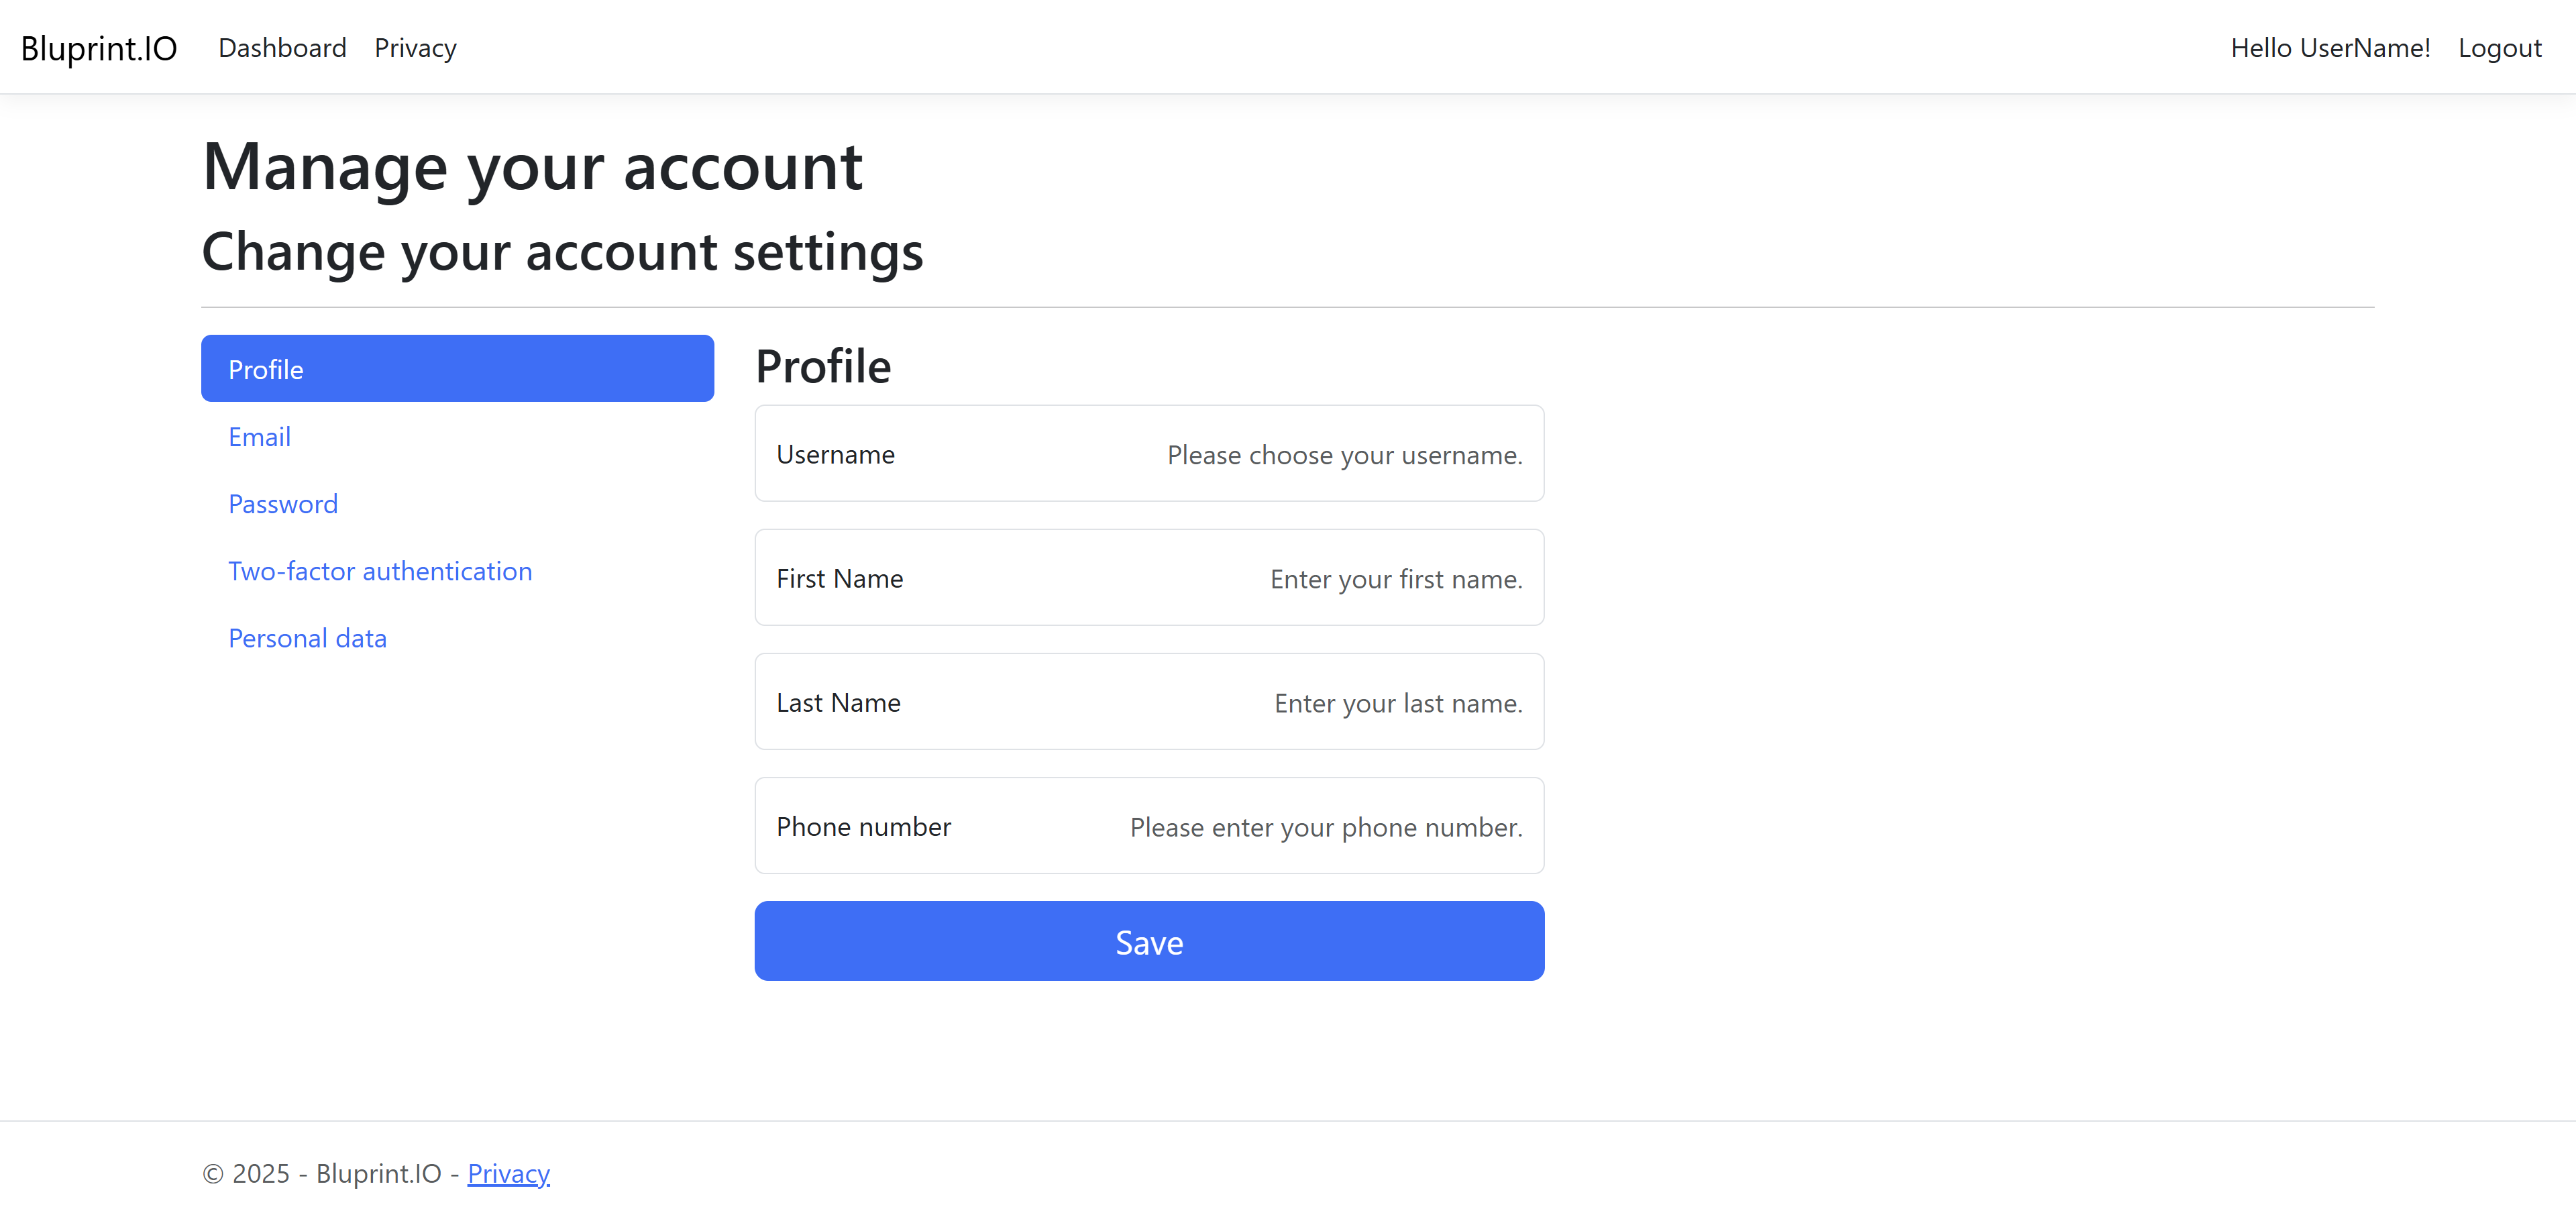 Bluprint.IO Dashboard Privacy Hello UserName! Logout
Manage your account
Change your account settings
Profile
Email
Password
Two-factor authentication
Personal data
Profile
Username Please choose your username.
First Name Enter your first name.
Last Name Enter your last name.
Phone number Please enter your phone number.
Save
© 2025 - Bluprint.IO - Privacy